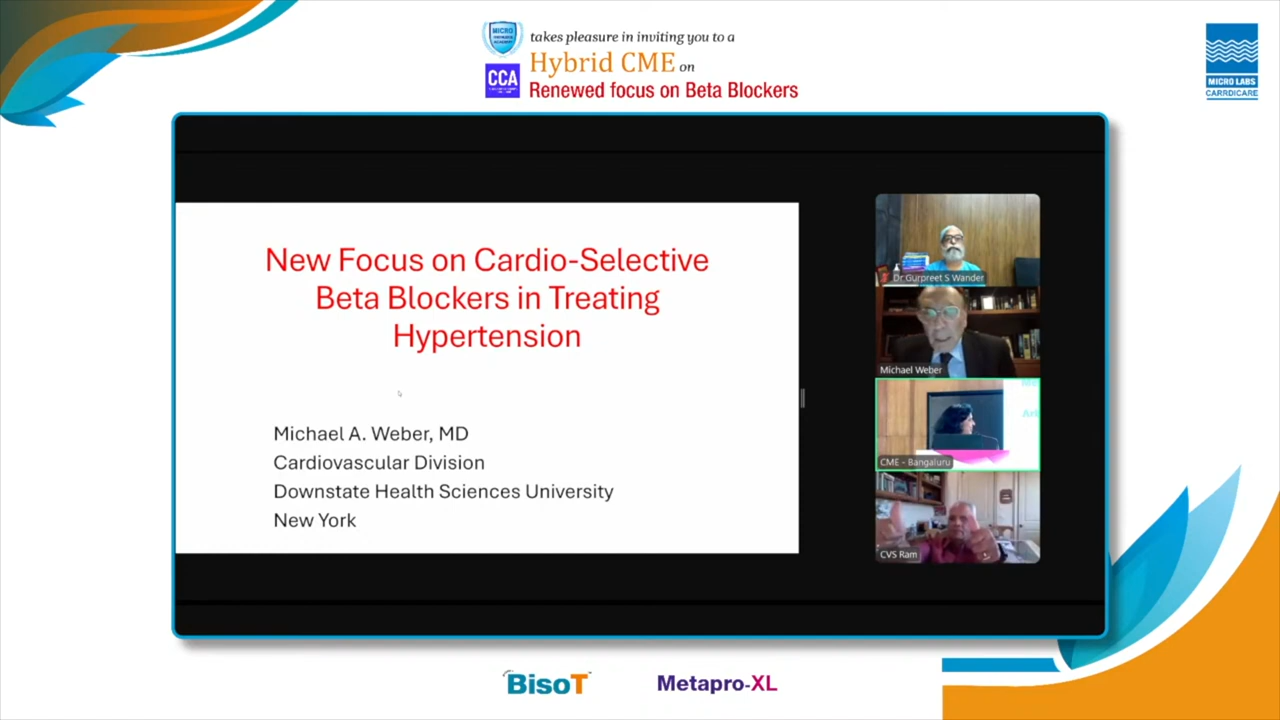 MICRO
takes pleasure in inviting you to a
Hybrid CME on
CCA
Renewed focus on Beta Blockers
MICRO LABS
CARRDICARE
New Focus on Cardio-Selective
Beta Blockers in Treating
Hypertension
Michael A. Weber, MD
Cardiovascular Division
Downstate Health Sciences University
New York
Dr Gurpreet S Wander
Michael Weber
CME - Bangaluru
CVS Ram
BisoT
Metapro-XL